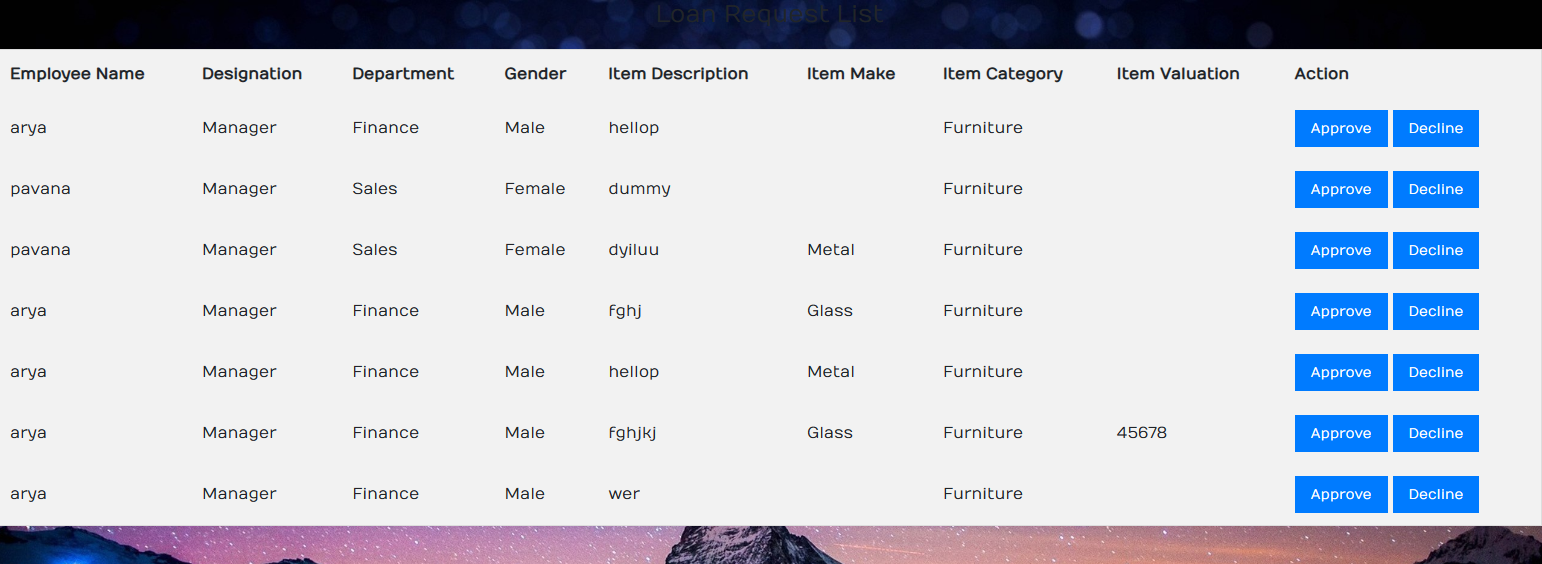 Loan Request List
Employee Name Designation Department Gender Item Description Item Make Item Category Item Valuation Action
arya Manager Finance Male hellop Furniture Approve Decline
pavana Manager Sales Female dummy Furniture Approve Decline
pavana Manager Sales Female dyiluu Metal Furniture Approve Decline
arya Manager Finance Male fghj Glass Furniture Approve Decline
arya Manager Finance Male hellop Metal Furniture Approve Decline
arya Manager Finance Male fghjkj Glass Furniture 45678 Approve Decline
arya Manager Finance Male wer Furniture Approve Decline